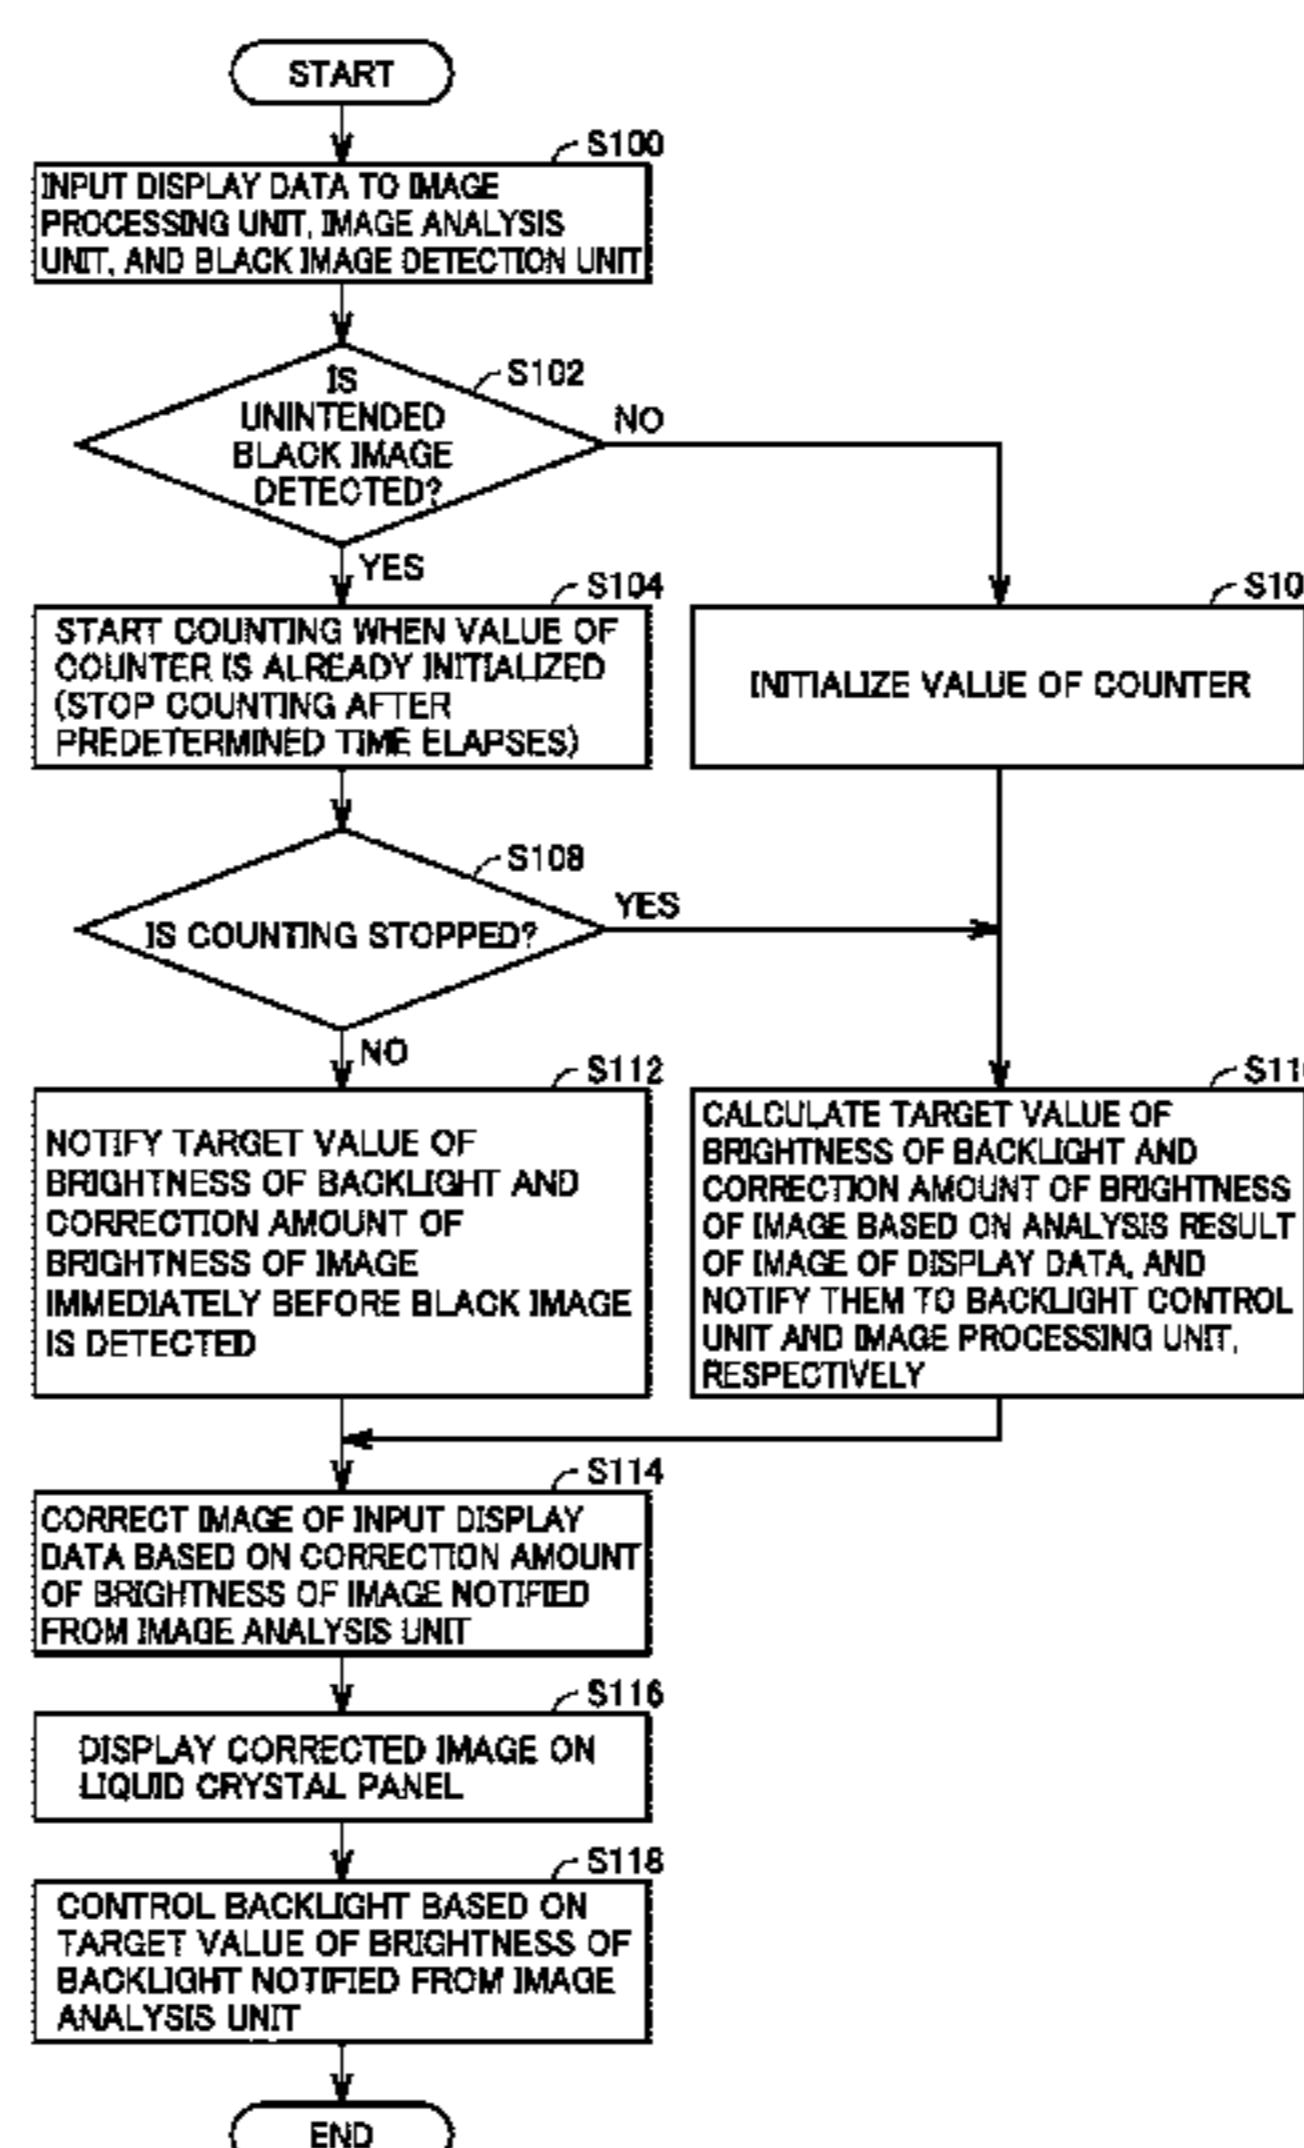 START
S100
INPUT DISPLAY DATA TO IMAGE
PROCESSING UNIT, IMAGE ANALYSIS
UNIT, AND BLACK IMAGE DETECTION UNIT
S102
IS
UNINTENDED
BLACK IMAGE
DETECTED?
NO
YES
S104
START COUNTING WHEN VALUE OF
COUNTER IS ALREADY INITIALIZED
(STOP COUNTING AFTER
PREDETERMINED TIME ELAPSES)
INITIALIZE VALUE OF COUNTER
S108
IS COUNTING STOPPED?
YES
NO
S112
NOTIFY TARGET VALUE OF
BRIGHTNESS OF BACKLIGHT AND
CORRECTION AMOUNT OF
BRIGHTNESS OF IMAGE
IMMEDIATELY BEFORE BLACK IMAGE
IS DETECTED
CALCULATE TARGET VALUE OF
BRIGHTNESS OF BACKLIGHT AND
CORRECTION AMOUNT OF BRIGHTNESS
OF IMAGE BASED ON ANALYSIS RESULT
OF IMAGE OF DISPLAY DATA, AND
NOTIFY THEM TO BACKLIGHT CONTROL
UNIT AND IMAGE PROCESSING UNIT,
RESPECTIVELY
S114
CORRECT IMAGE OF INPUT DISPLAY
DATA BASED ON CORRECTION AMOUNT
OF BRIGHTNESS OF IMAGE NOTIFIED
FROM IMAGE ANALYSIS UNIT
S116
DISPLAY CORRECTED IMAGE ON
LIQUID CRYSTAL PANEL
S118
CONTROL BACKLIGHT BASED ON
TARGET VALUE OF BRIGHTNESS OF
BACKLIGHT NOTIFIED FROM IMAGE
ANALYSIS UNIT
END